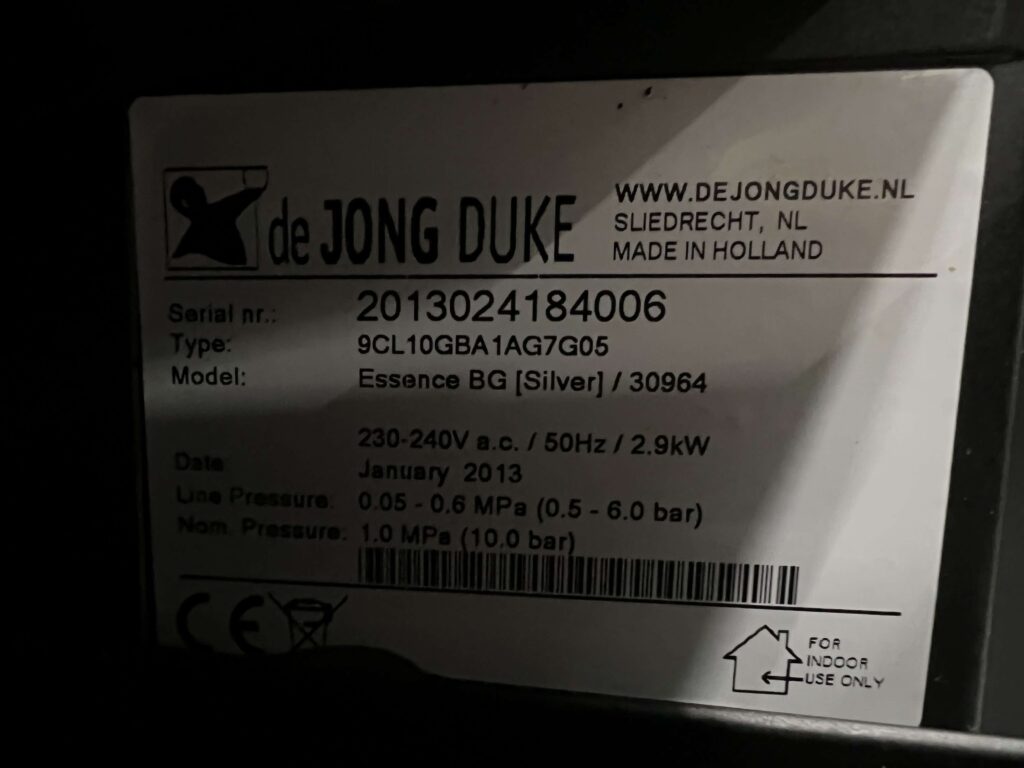 de JONG DUKE
WWW.DEJONGDUKE.NL
SLIEDRECHT, NL
MADE IN HOLLAND
Serial nr.: 2013024184006
Type: 9CL10GBA1AG7G05
Model: Essence BG [Silver] / 30964
230-240V a.c. / 50Hz / 2.9kW
Date January 2013
Line Pressure: 0.05 - 0.6 MPa (0.5 - 6.0 bar)
Nom. Pressure: 1.0 MPa (10.0 bar)
CE
FOR
INDOOR
USE ONLY